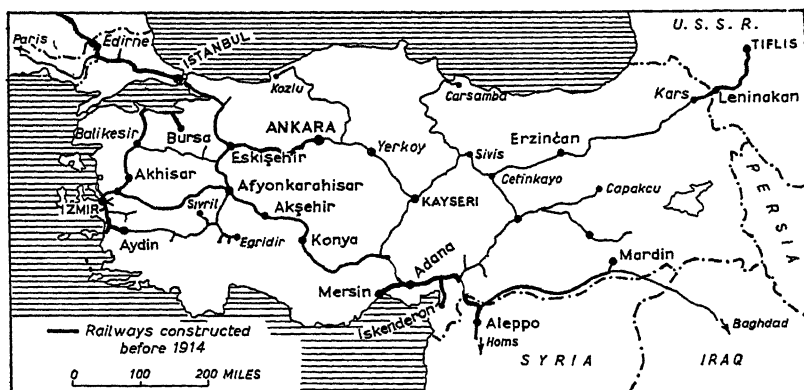 U. S. S. R.
Paris
Edirne
ISTANBUL
TIFLIS
Kozlu
Carsamba
Kars
Leninakan
Balikesir
Bursa
ANKARA
Erzincan
Eskişehir
Yerkoy
Sivis
Cetinkayo
Akhisar
Afyonkarahisar
Capakcu
PERSIA
IZMIR
Sivril
Akşehir
KAYSERI
Aydin
Egridir
Konya
Adana
Mardin
Mersin
Iskenderon
Aleppo
Baghdad
Homs
SYRIA
IRAQ
Railways constructed
before 1914
0 100 200 MILES